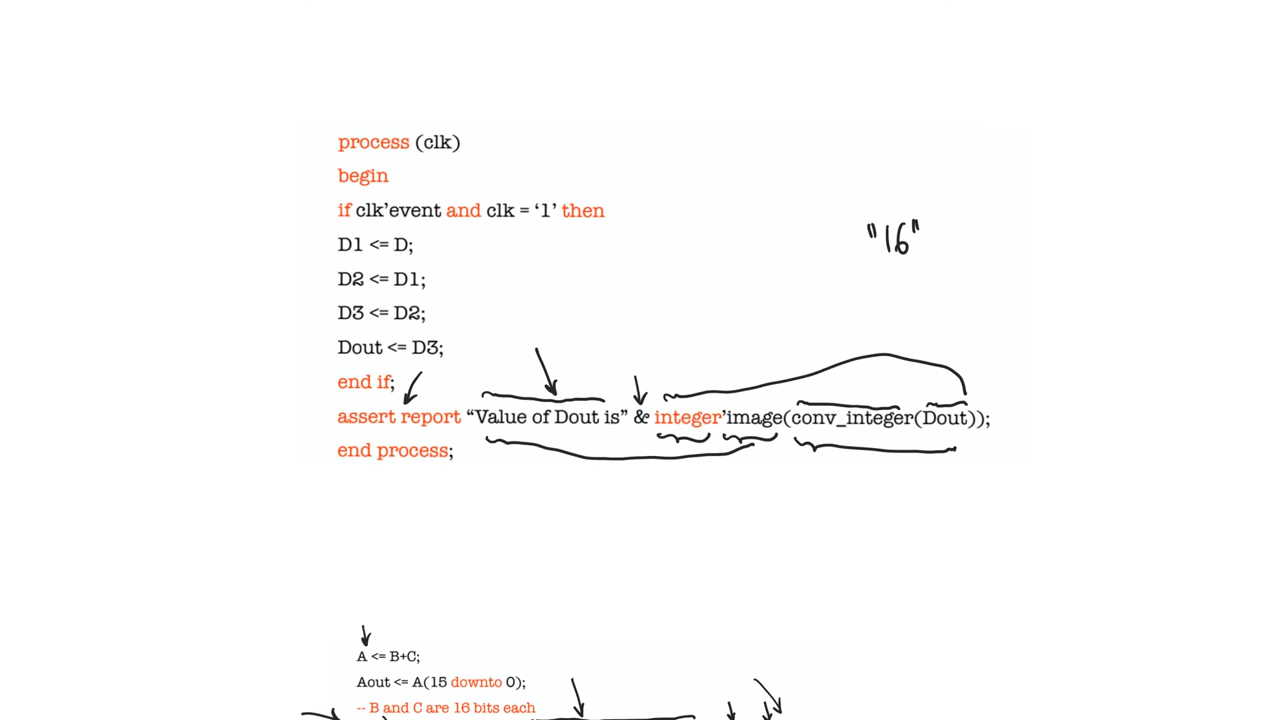 process (clk)
begin
if clk’event and clk = ‘1’ then
"16"
D1 <= D;
D2 <= D1;
D3 <= D2;
Dout <= D3;
end if;
assert report “Value of Dout is” & integer’image(conv_integer(Dout));
end process;
A <= B+C;
Aout <= A(15 downto 0);
-- B and C are 16 bits each